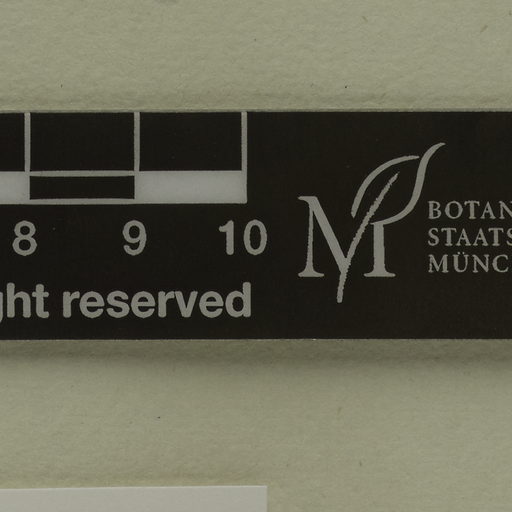 8 9 10
ght reserved
M
BOTAN
STAATS
MÜNC